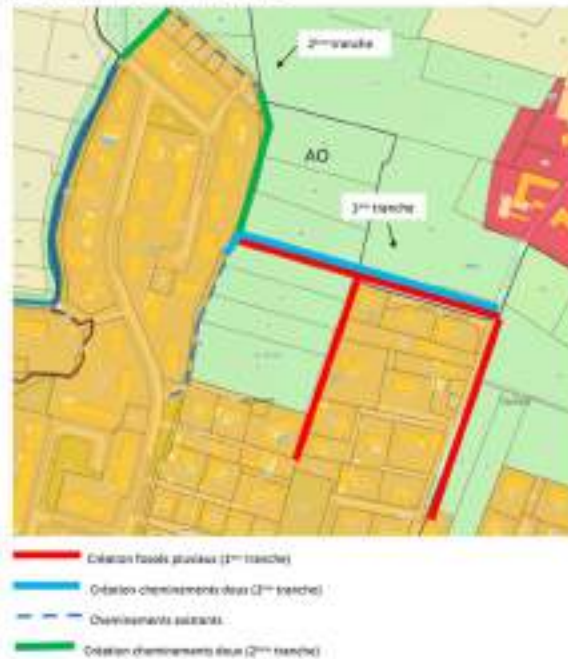 2ème tranche
AO
1ère tranche
Création fossés pluviaux (1ère tranche)
Création cheminements doux (1ère tranche)
Cheminements existants
Création cheminements doux (2ème tranche)